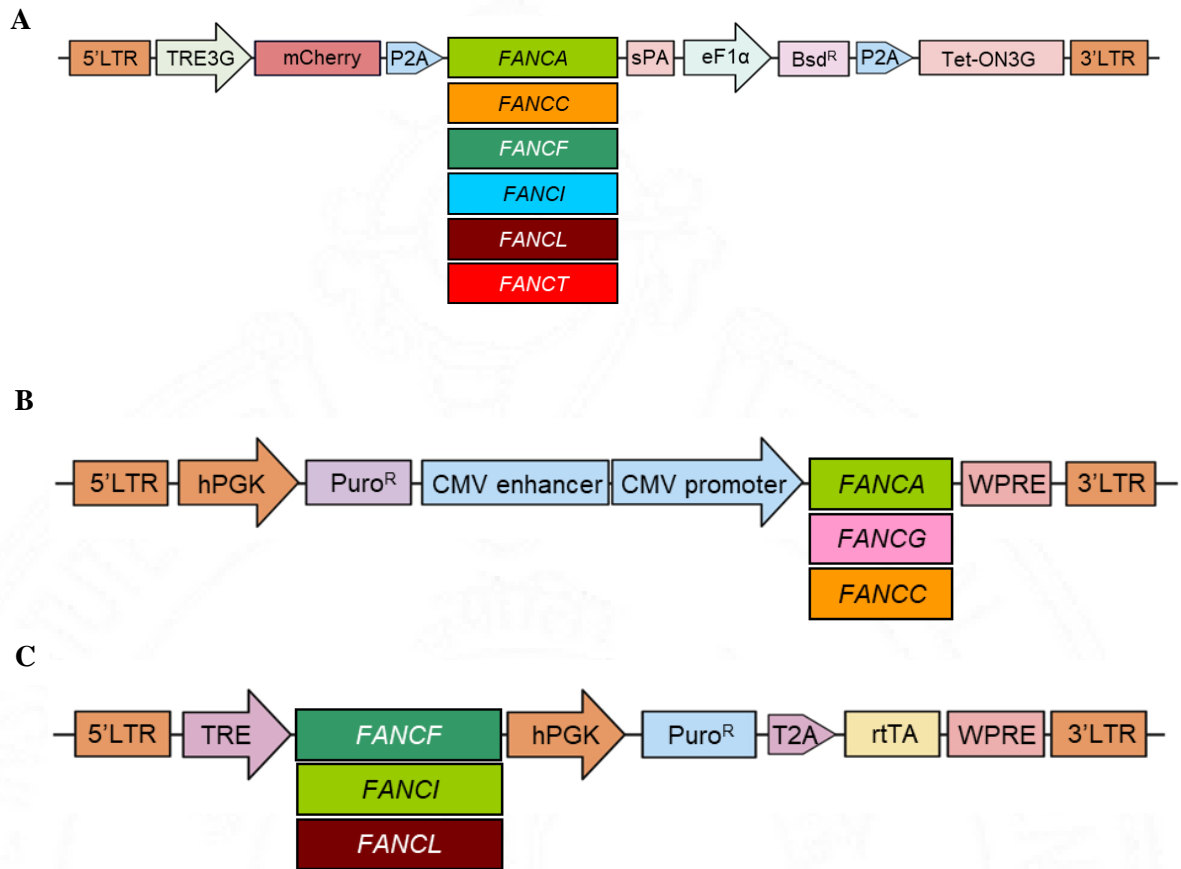 A
5'LTR TRE3G mCherry P2A FANCA sPA eF1α Bsdᴿ P2A Tet-ON3G 3'LTR
FANCC
FANCF
FANCI
FANCL
FANCT
B
5'LTR hPGK Puroᴿ CMV enhancer CMV promoter FANCA WPRE 3'LTR
FANCG
FANCC
C
5'LTR TRE FANCF hPGK Puroᴿ T2A rtTA WPRE 3'LTR
FANCI
FANCL